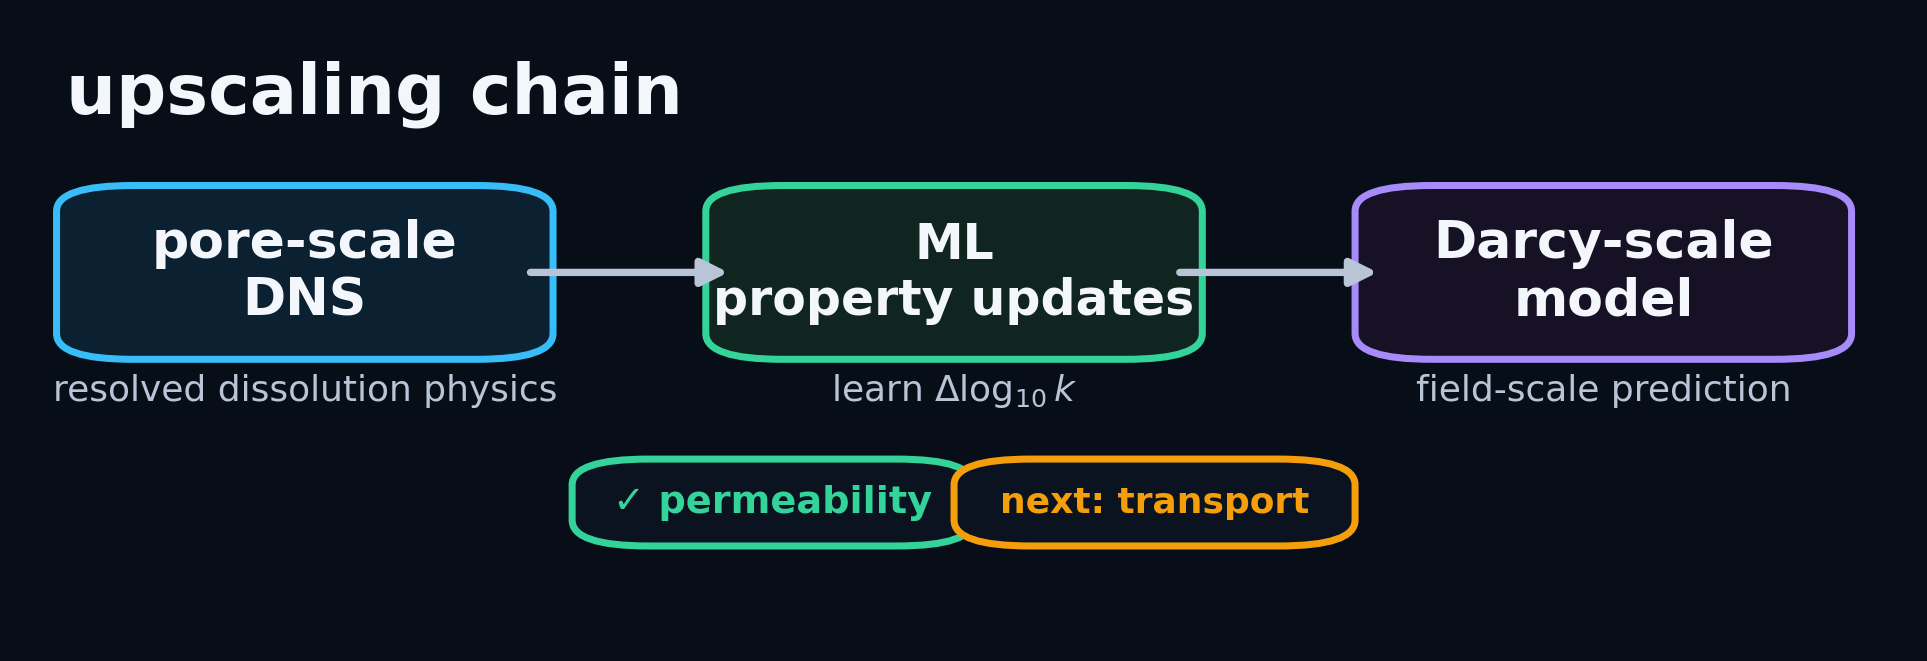 upscaling chain
pore-scale
DNS
resolved dissolution physics
ML
property updates
learn Δlog₁₀ k
Darcy-scale
model
field-scale prediction
✓ permeability
next: transport